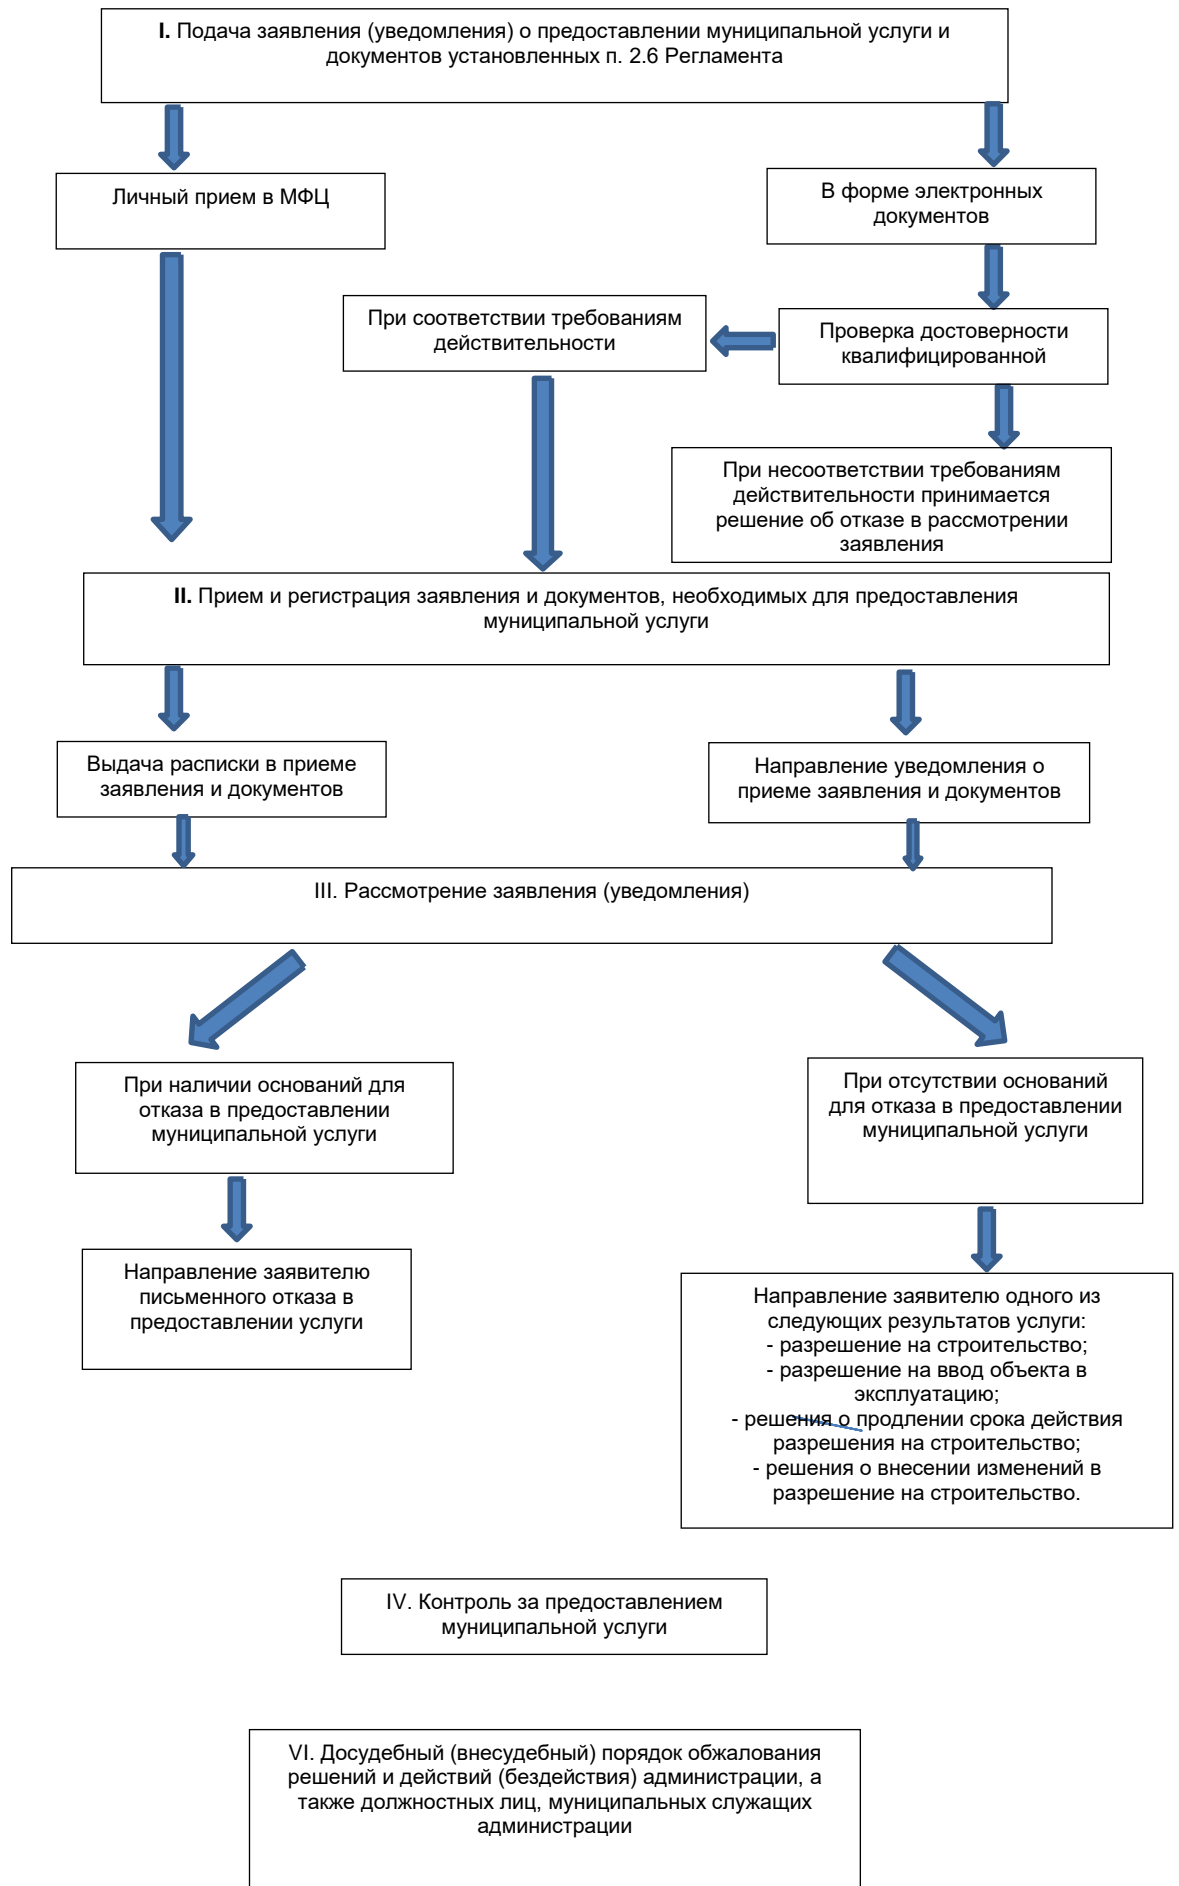 I. Подача заявления (уведомления) о предоставлении муниципальной услуги и
документов установленных п. 2.6 Регламента
Личный прием в МФЦ
В форме электронных
документов
При соответствии требованиям
действительности
Проверка достоверности
квалифицированной
При несоответствии требованиям
действительности принимается
решение об отказе в рассмотрении
заявления
II. Прием и регистрация заявления и документов, необходимых для предоставления
муниципальной услуги
Выдача расписки в приеме
заявления и документов
Направление уведомления о
приеме заявления и документов
III. Рассмотрение заявления (уведомления)
При наличии оснований для
отказа в предоставлении
муниципальной услуги
При отсутствии оснований
для отказа в предоставлении
муниципальной услуги
Направление заявителю
письменного отказа в
предоставлении услуги
Направление заявителю одного из
следующих результатов услуги:
- разрешение на строительство;
- разрешение на ввод объекта в
эксплуатацию;
- решения о продлении срока действия
разрешения на строительство;
- решения о внесении изменений в
разрешение на строительство.
IV. Контроль за предоставлением
муниципальной услуги
VI. Досудебный (внесудебный) порядок обжалования
решений и действий (бездействия) администрации, а
также должностных лиц, муниципальных служащих
администрации